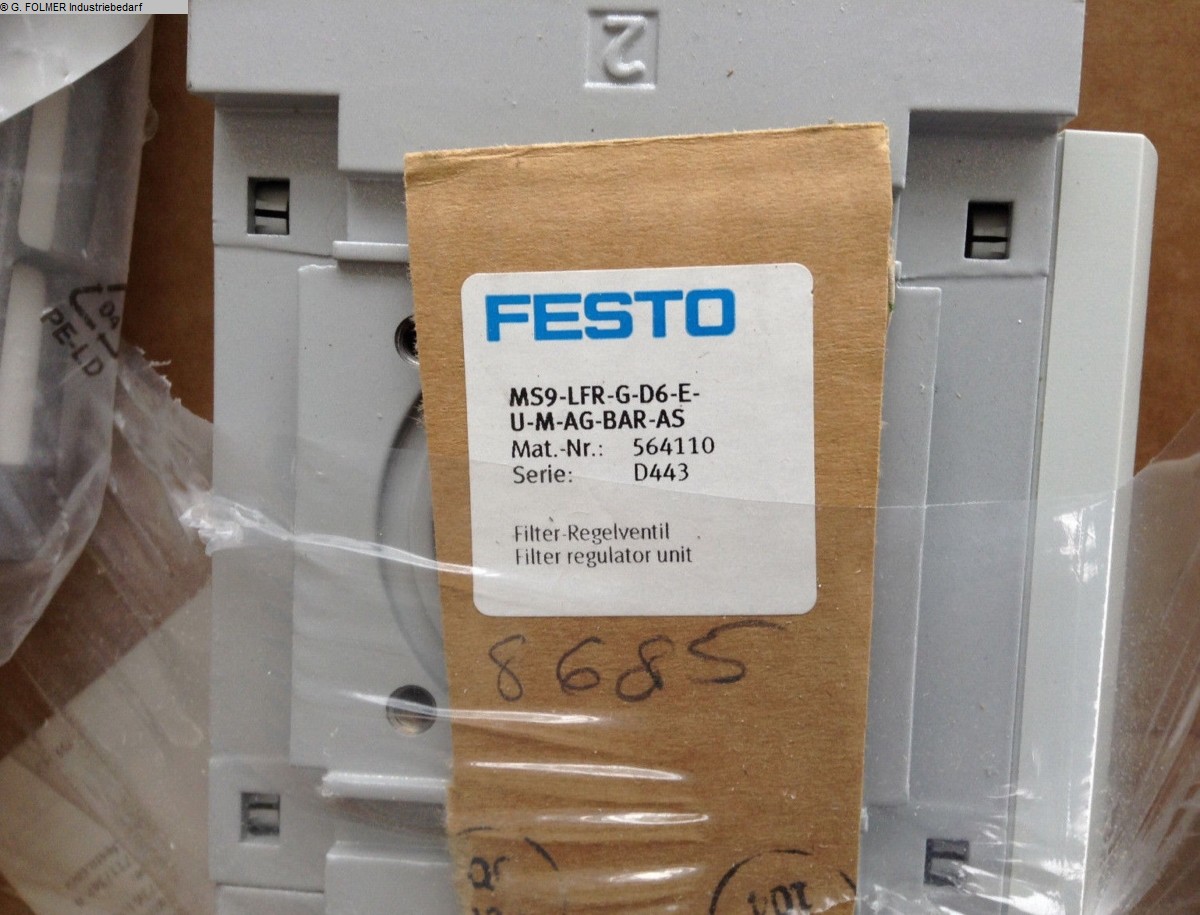 ® G. FOLMER Industriebedarf
2
FESTO
MS9-LFR-G-D6-E-
U-M-AG-BAR-AS
Mat.-Nr.: 564110
Serie: D443
Filter-Regelventil
Filter regulator unit
8685
04
PE-LD